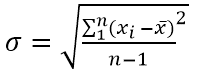 σ = √(∑₁ⁿ(xᵢ − x̄)² / (n−1))